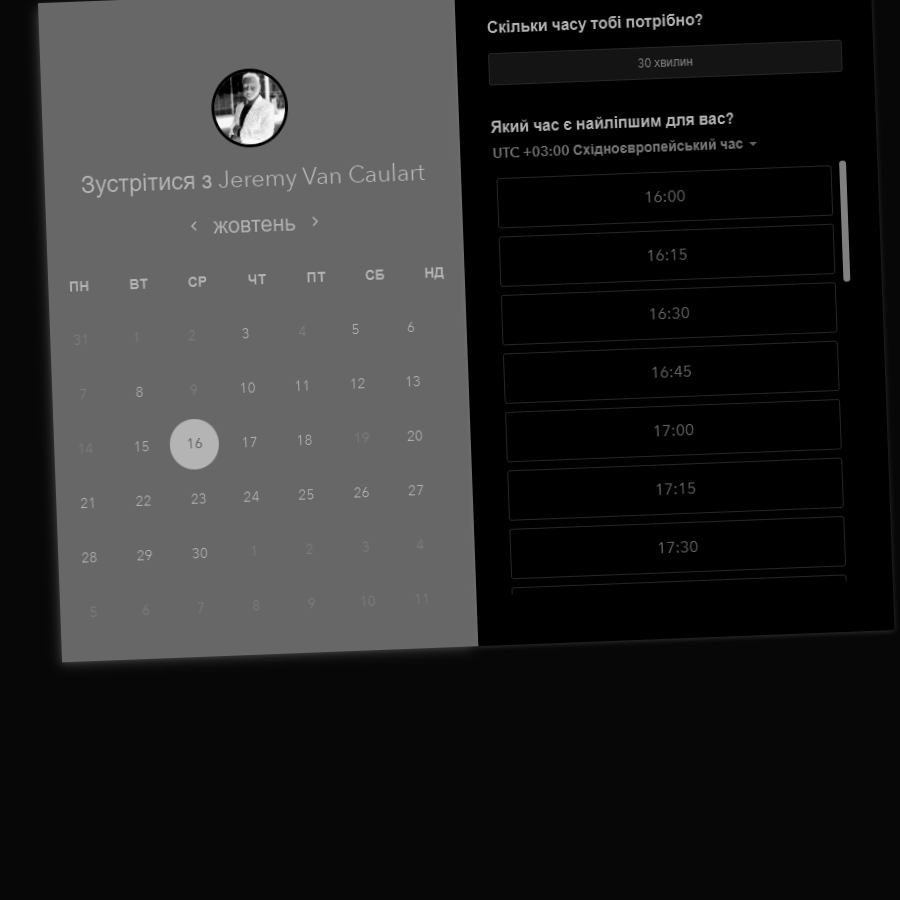 Зустрітися з Jeremy Van Caulart
жовтень
ПН ВТ СР ЧТ ПТ СБ НД
31 1 2 3 4 5 6
7 8 9 10 11 12 13
14 15 16 17 18 19 20
21 22 23 24 25 26 27
28 29 30 1 2 3 4
5 6 7 8 9 10 11
Скільки часу тобі потрібно?
30 хвилин
Який час є найліпшим для вас?
UTC +03:00 Східноєвропейський час
16:00
16:15
16:30
16:45
17:00
17:15
17:30